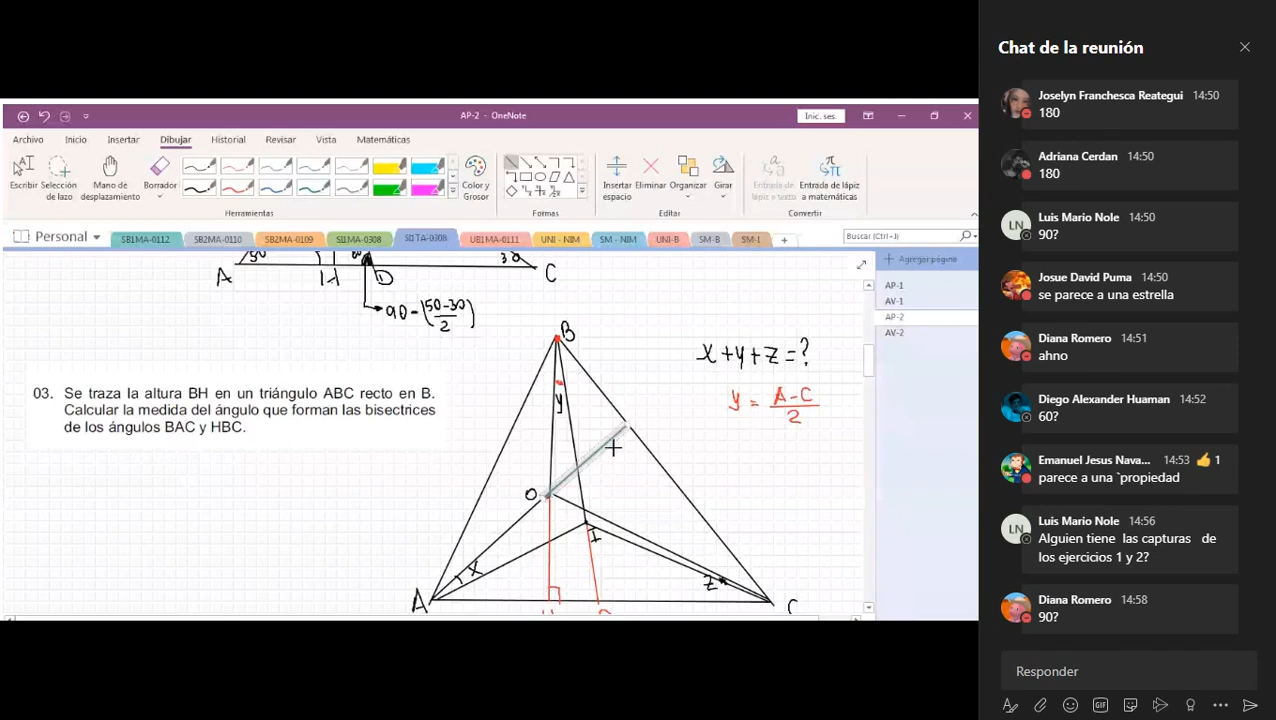 AP-2 - OneNote
Inic. ses.
Archivo Inicio Insertar Dibujar Historial Revisar Vista Matemáticas
Escribir
Selección de lazo
Mano de desplazamiento
Borrador
Color y Grosor
Insertar espacio
Eliminar
Organizar
Girar
Entrada de lápiz a texto
Entrada de lápiz a matemáticas
Herramientas Formas Editar Convertir
Personal SB1MA-0112 SB2MA-0110 SB2MA-0109 SI1MA-0308 SI1TA-0308 UB1MA-0111 UNI - NIM SM - NIM UNI-B SM-B SM-1
Buscar (Ctrl+J)
Agregar página
AP-1
AV-1
AP-2
AV-2
A C
90-(50-30/2)
B
x+y+z=?
y = A-C/2
03. Se traza la altura BH en un triángulo ABC recto en B.
Calcular la medida del ángulo que forman las bisectrices
de los ángulos BAC y HBC.
y
O
I
x
z
A
C
Chat de la reunión
Joselyn Franchesca Reategui 14:50
180
Adriana Cerdan 14:50
180
LN
Luis Mario Nole 14:50
90?
Josue David Puma 14:50
se parece a una estrella
Diana Romero 14:51
ahno
Diego Alexander Huaman 14:52
60?
Emanuel Jesus Nava... 14:53 1
parece a una `propiedad
LN
Luis Mario Nole 14:56
Alguien tiene las capturas de
los ejercicios 1 y 2?
Diana Romero 14:58
90?
Responder
GIF